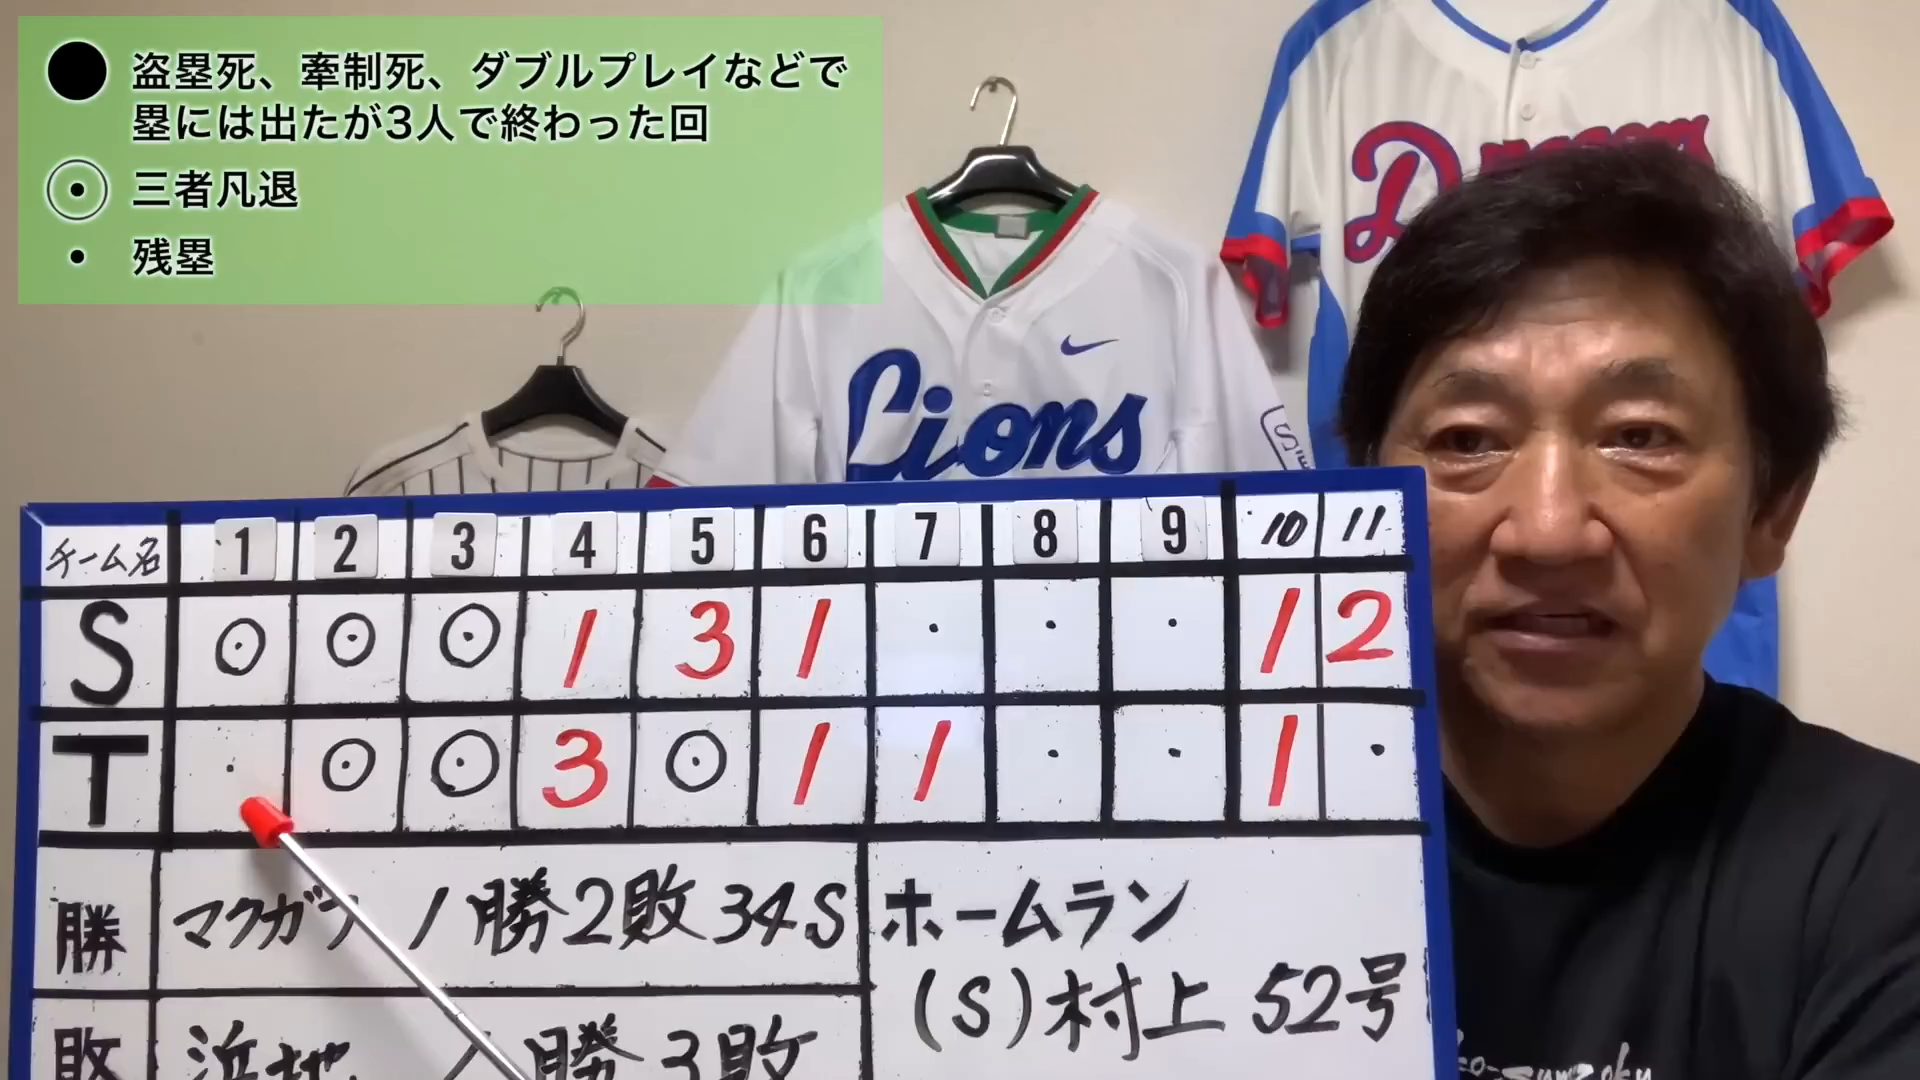 ● 盗塁死、牽制死、ダブルプレイなどで
塁には出たが3人で終わった回
三者凡退
• 残塁
Lions
チーム名 1 2 3 4 5 6 7 8 9 10 11
S ⊙ ⊙ ⊙ 1 3 1 • • • 1 2
T • ⊙ ⊙ 3 ⊙ 1 1 • • 1 •
勝 マクガフ 1勝2敗34S
ホームラン
(S)村上 52号
敗 浜地 1勝3敗